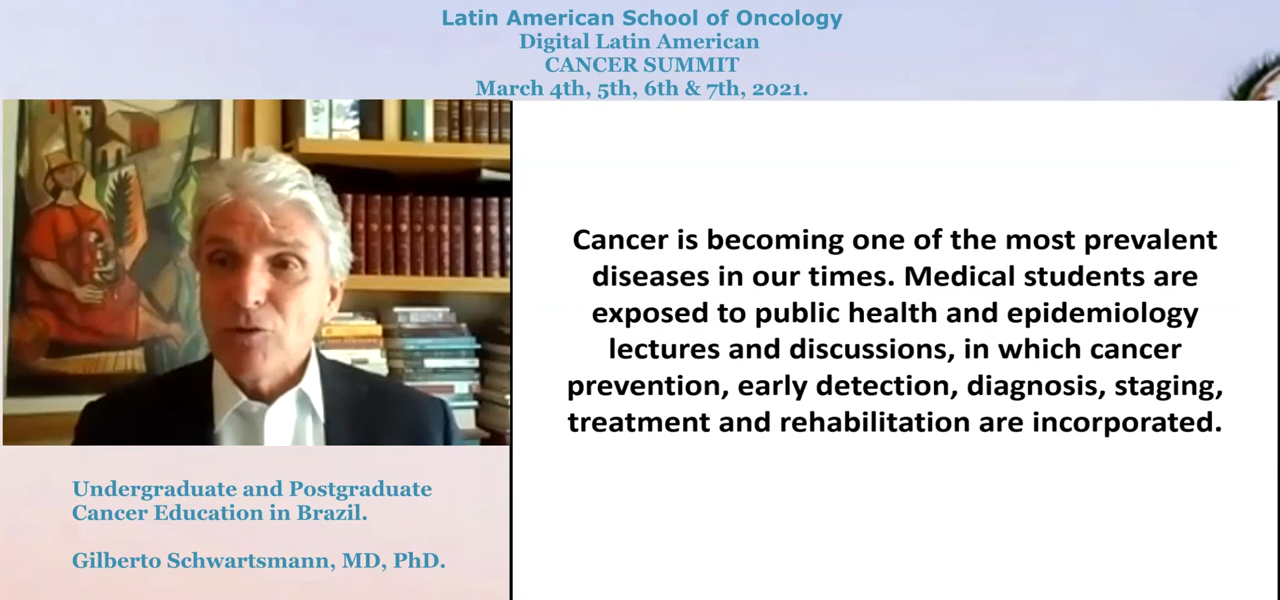 Latin American School of Oncology
Digital Latin American
CANCER SUMMIT
March 4th, 5th, 6th & 7th, 2021.
Cancer is becoming one of the most prevalent
diseases in our times. Medical students are
exposed to public health and epidemiology
lectures and discussions, in which cancer
prevention, early detection, diagnosis, staging,
treatment and rehabilitation are incorporated.
Undergraduate and Postgraduate
Cancer Education in Brazil.
Gilberto Schwartsmann, MD, PhD.